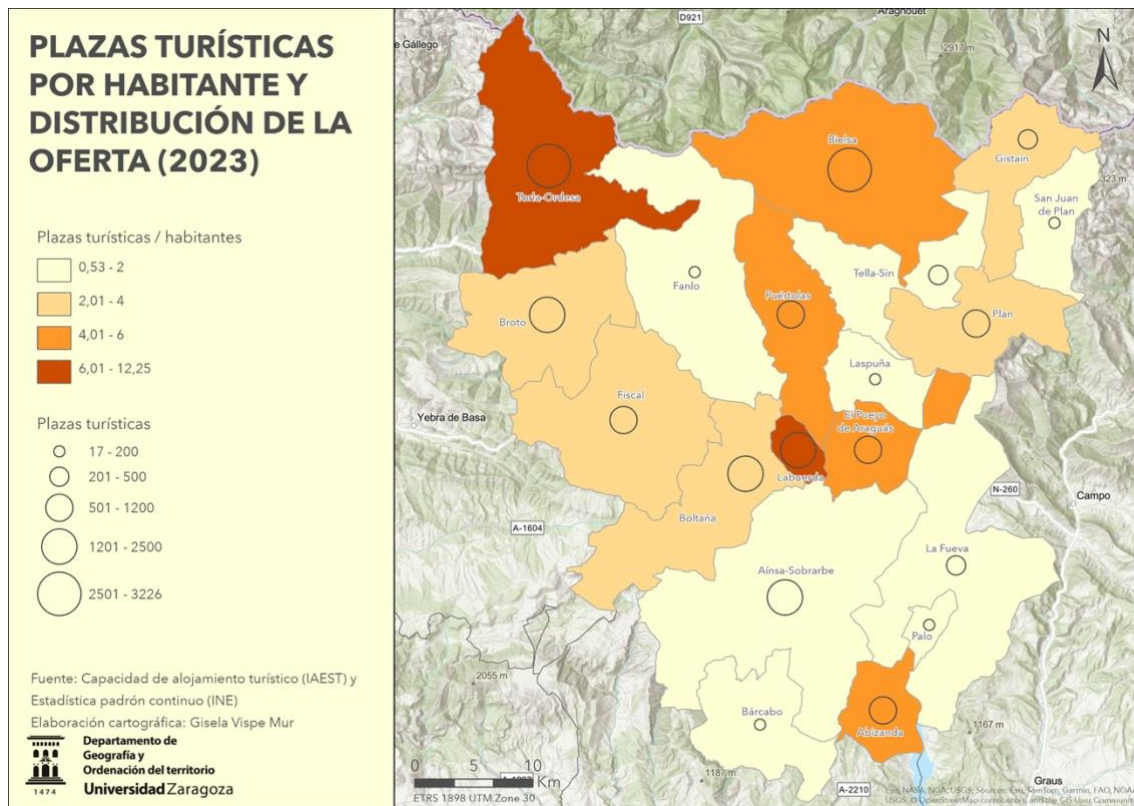 PLAZAS TURÍSTICAS
POR HABITANTE Y
DISTRIBUCIÓN DE LA
OFERTA (2023)
Plazas turísticas / habitantes
0,53 - 2
2,01 - 4
4,01 - 6
6,01 - 12,25
Plazas turísticas
17 - 200
201 - 500
501 - 1200
1201 - 2500
2501 - 3226
Fuente: Capacidad de alojamiento turístico (IAEST) y
Estadística padrón continuo (INE)
Elaboración cartográfica: Gisela Vispe Mur
1474
Departamento de
Geografía y
Ordenación del territorio
Universidad Zaragoza
D921
Aragnouet
e Gállego
N
2917 m
Bielsa
Gistaín
Torla-Ordesa
323 m
San Juan
de Plan
Tella-Sin
Fanlo
Puértolas
Plan
Broto
Laspuña
Fiscal
Yebra de Basa
El Pueyo
de Araguás
Labuerda
N-260
Campo
Boltaña
A-1604
La Fueva
Aínsa-Sobrarbe
Palo
2055 m
Bárcabo
Abizanda
1167 m
0 5 10
Km
1187 m
Graus
A-2210
ETRS 1898 UTM Zone 30